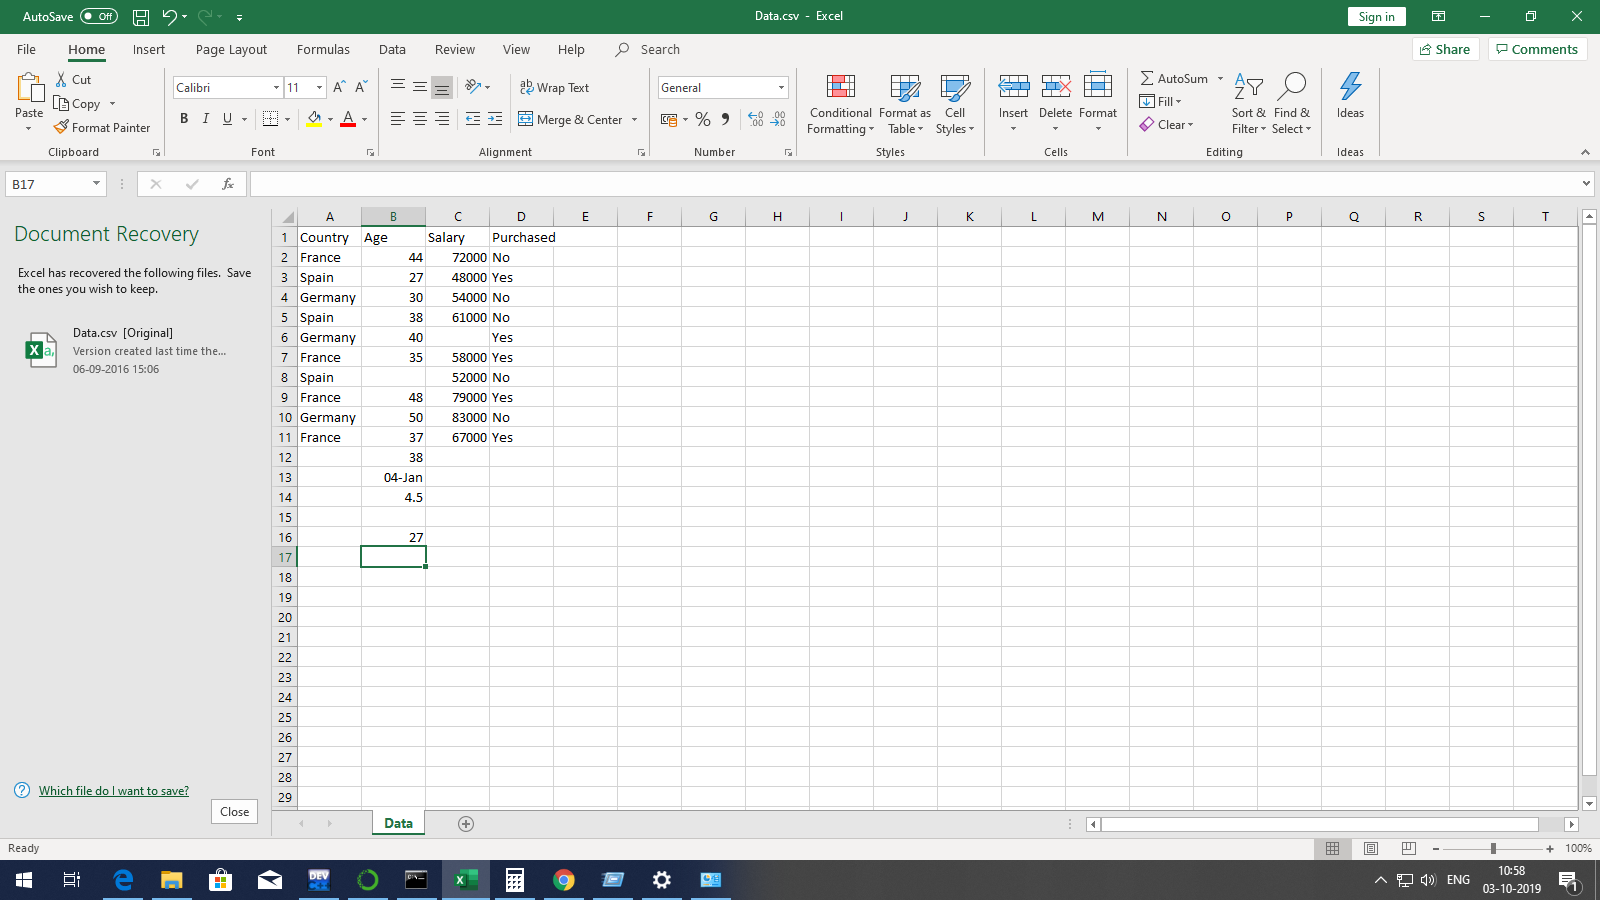 AutoSave Off
Data.csv - Excel
Sign in
File Home Insert Page Layout Formulas Data Review View Help Search
Share Comments
Paste
Cut
Copy
Format Painter
Clipboard
Calibri 11
A A
B I U A
Font
ab Wrap Text
Merge & Center
Alignment
General
% 9
Number
Conditional Formatting
Format as Table
Cell Styles
Styles
Insert Delete Format
Cells
AutoSum
Fill
Clear
Sort & Filter
Find & Select
Editing
Ideas
Ideas
B17 fx
Document Recovery
Excel has recovered the following files. Save
the ones you wish to keep.
Data.csv [Original]
Version created last time the...
06-09-2016 15:06
Which file do I want to save?
Close
A B C D E F G H I J K L M N O P Q R S T
1 Country Age Salary Purchased
2 France 44 72000 No
3 Spain 27 48000 Yes
4 Germany 30 54000 No
5 Spain 38 61000 No
6 Germany 40 Yes
7 France 35 58000 Yes
8 Spain 52000 No
9 France 48 79000 Yes
10 Germany 50 83000 No
11 France 37 67000 Yes
12 38
13 04-Jan
14 4.5
15
16 27
17
18
19
20
21
22
23
24
25
26
27
28
29
Data
Ready
100%
DEV
ENG
10:58
03-10-2019
1